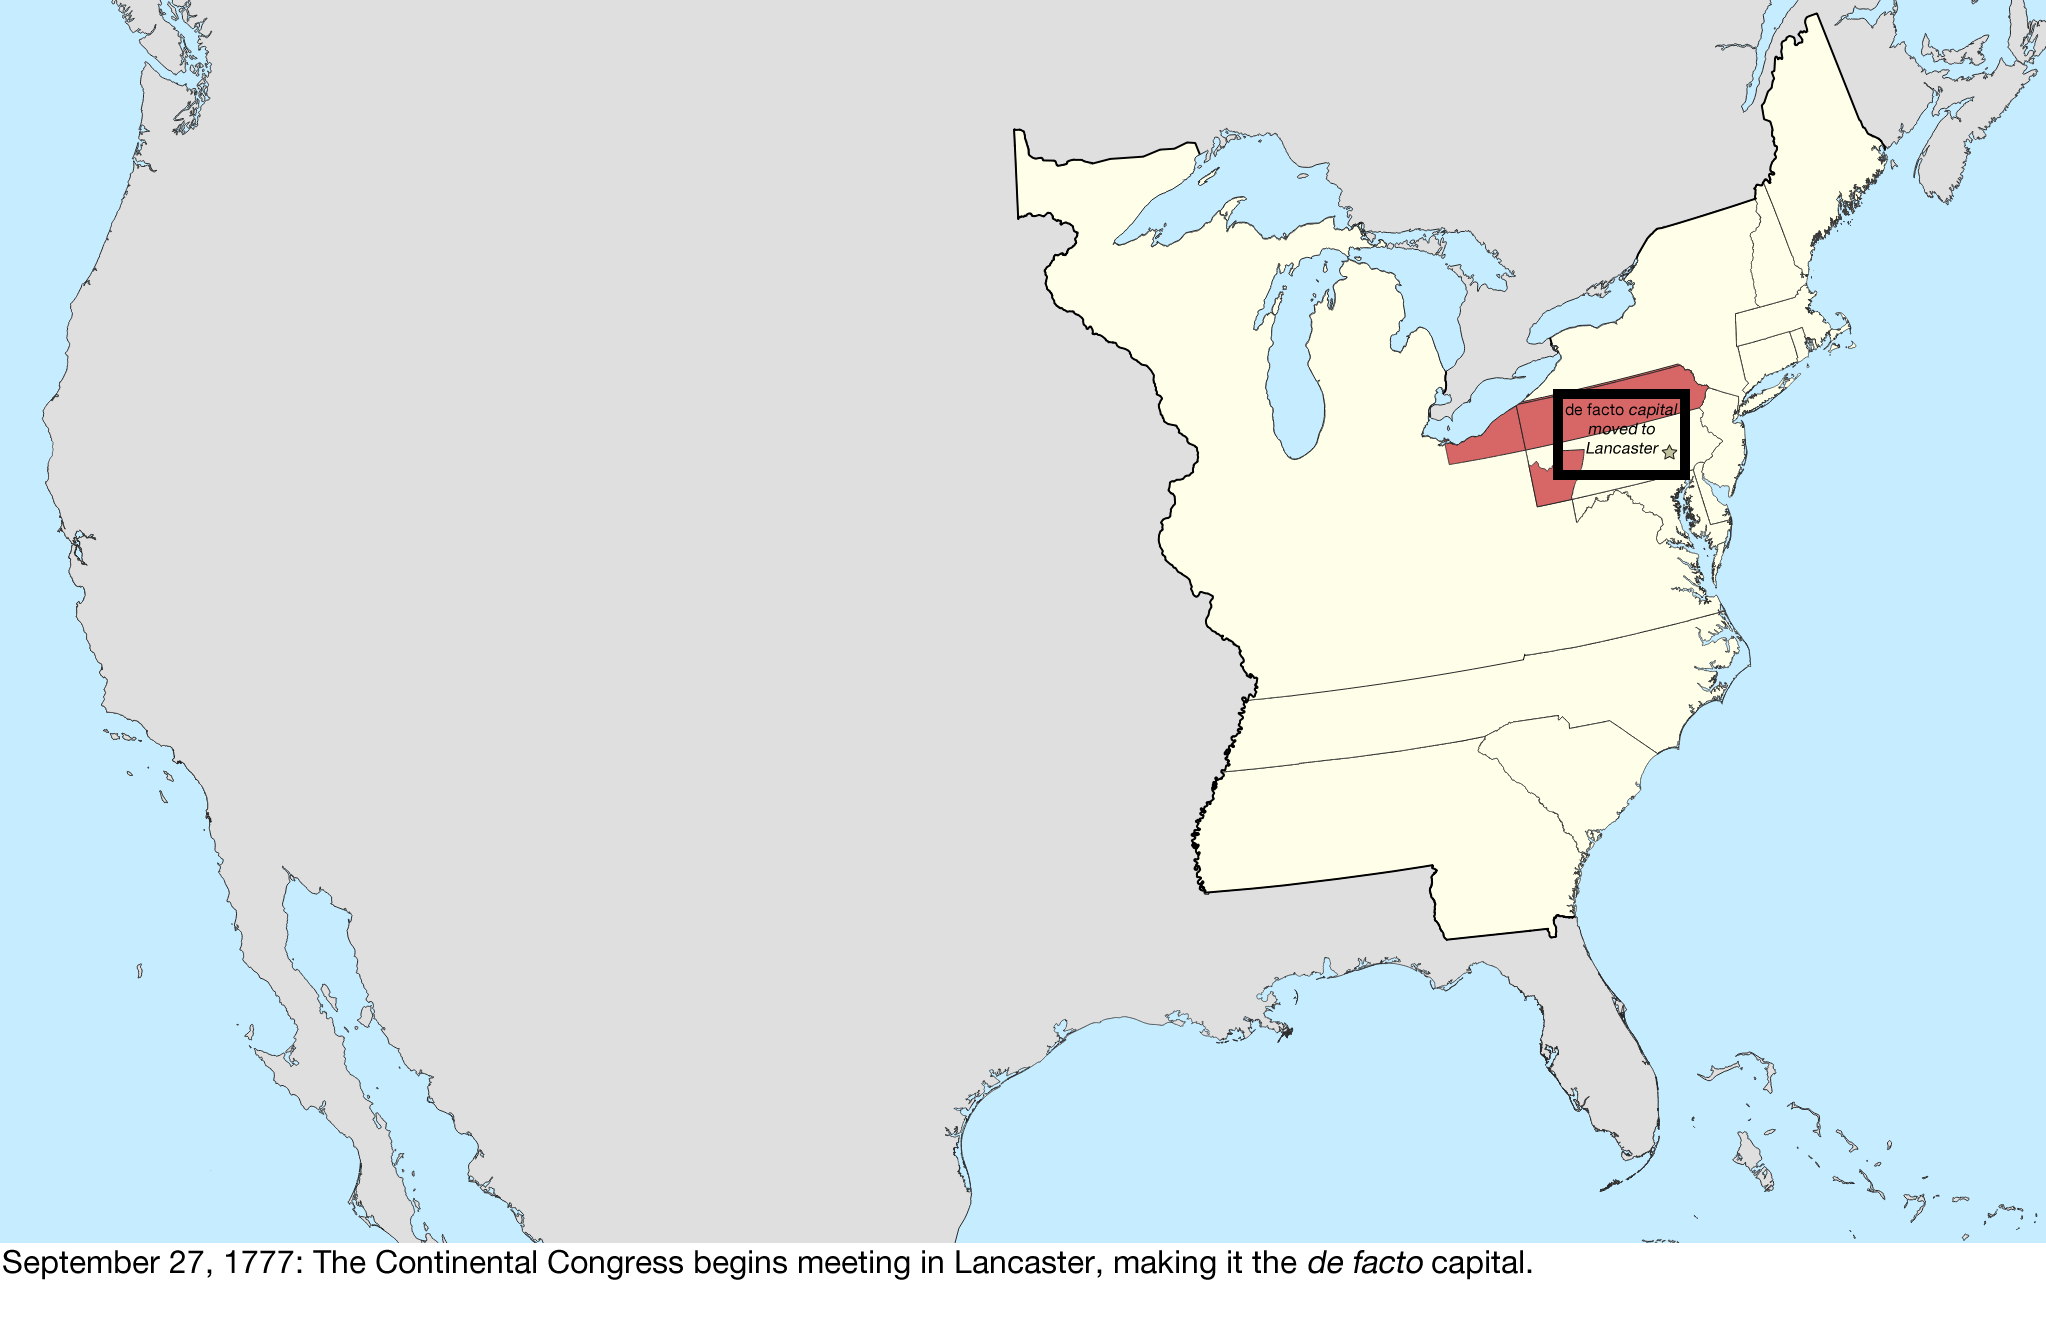 de facto capital
moved to
Lancaster
September 27, 1777: The Continental Congress begins meeting in Lancaster, making it the de facto capital.